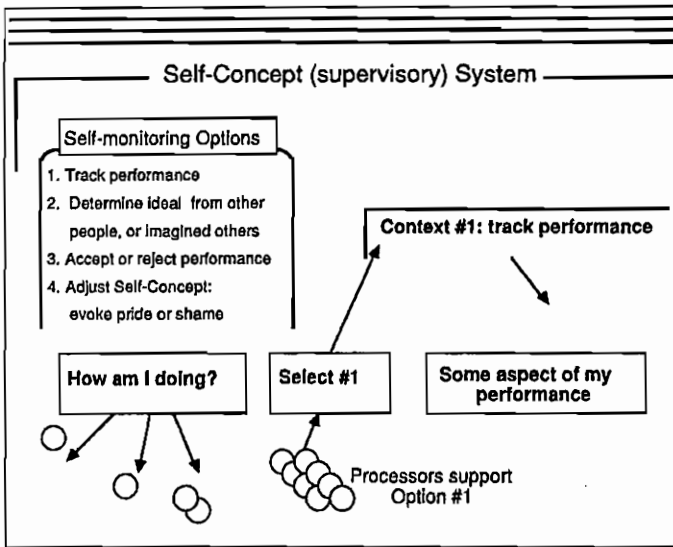 Self-Concept (supervisory) System
Self-monitoring Options
1. Track performance
2. Determine ideal from other
people, or imagined others
3. Accept or reject performance
4. Adjust Self-Concept:
evoke pride or shame
Context #1: track performance
How am I doing?
Select #1
Some aspect of my
performance
Processors support
Option #1